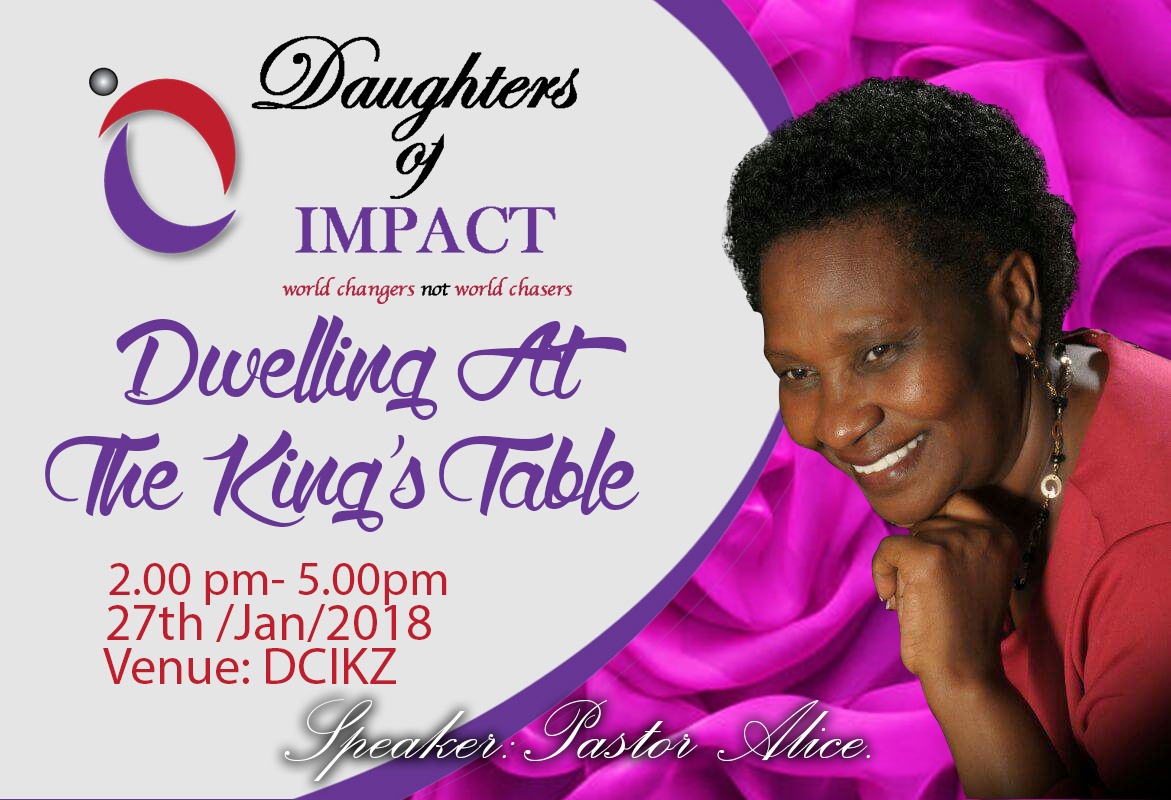 Daughters
of
IMPACT
world changers not world chasers
Dwelling At
The King's Table
2.00 pm- 5.00pm
27th /Jan/2018
Venue: DCIKZ
Speaker: Pastor Alice.